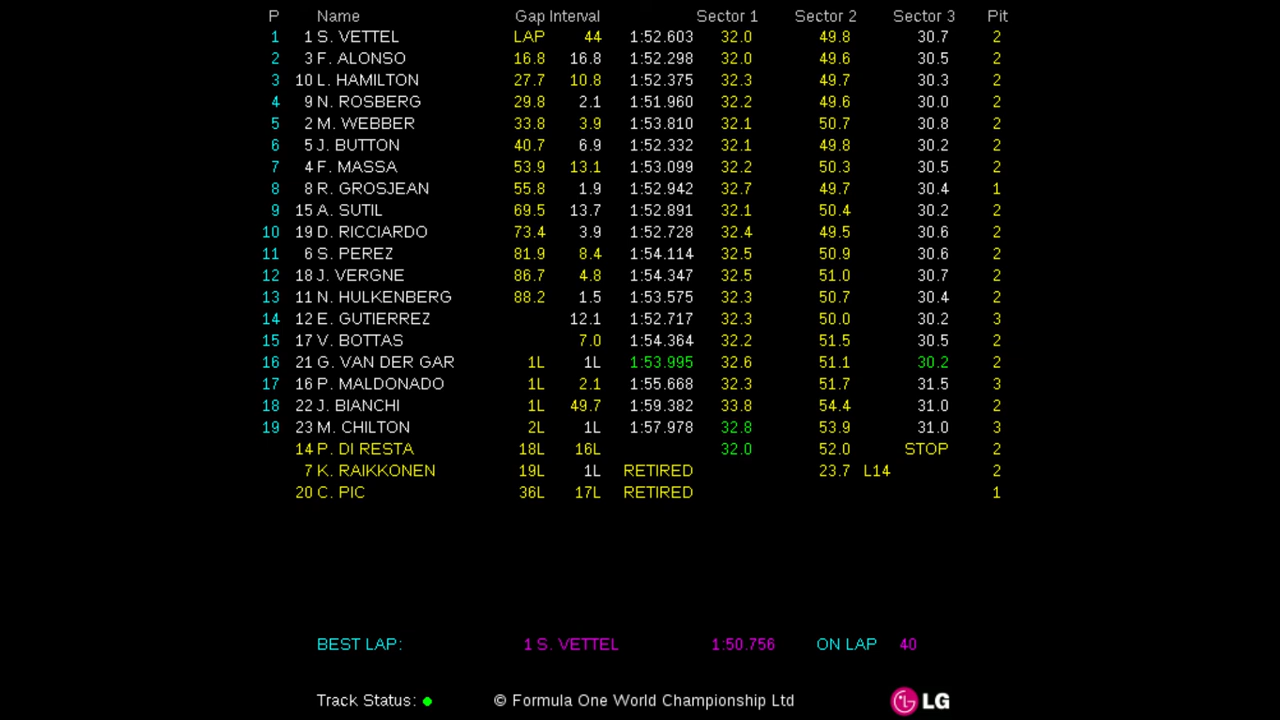 P Name Gap Interval Sector 1 Sector 2 Sector 3 Pit
1 1 S. VETTEL LAP 44 1:52.603 32.0 49.8 30.7 2
2 3 F. ALONSO 16.8 16.8 1:52.298 32.0 49.6 30.5 2
3 10 L. HAMILTON 27.7 10.8 1:52.375 32.3 49.7 30.3 2
4 9 N. ROSBERG 29.8 2.1 1:51.960 32.2 49.6 30.0 2
5 2 M. WEBBER 33.8 3.9 1:53.810 32.1 50.7 30.8 2
6 5 J. BUTTON 40.7 6.9 1:52.332 32.1 49.8 30.2 2
7 4 F. MASSA 53.9 13.1 1:53.099 32.2 50.3 30.5 2
8 8 R. GROSJEAN 55.8 1.9 1:52.942 32.7 49.7 30.4 1
9 15 A. SUTIL 69.5 13.7 1:52.891 32.1 50.4 30.2 2
10 19 D. RICCIARDO 73.4 3.9 1:52.728 32.4 49.5 30.6 2
11 6 S. PEREZ 81.9 8.4 1:54.114 32.5 50.9 30.6 2
12 18 J. VERGNE 86.7 4.8 1:54.347 32.5 51.0 30.7 2
13 11 N. HULKENBERG 88.2 1.5 1:53.575 32.3 50.7 30.4 2
14 12 E. GUTIERREZ 12.1 1:52.717 32.3 50.0 30.2 3
15 17 V. BOTTAS 7.0 1:54.364 32.2 51.5 30.5 2
16 21 G. VAN DER GAR 1L 1L 1:53.995 32.6 51.1 30.2 2
17 16 P. MALDONADO 1L 2.1 1:55.668 32.3 51.7 31.5 3
18 22 J. BIANCHI 1L 49.7 1:59.382 33.8 54.4 31.0 2
19 23 M. CHILTON 2L 1L 1:57.978 32.8 53.9 31.0 3
14 P. DI RESTA 18L 16L 32.0 52.0 STOP 2
7 K. RAIKKONEN 19L 1L RETIRED 23.7 L14 2
20 C. PIC 36L 17L RETIRED 1
BEST LAP: 1 S. VETTEL 1:50.756 ON LAP 40
Track Status: © Formula One World Championship Ltd LG